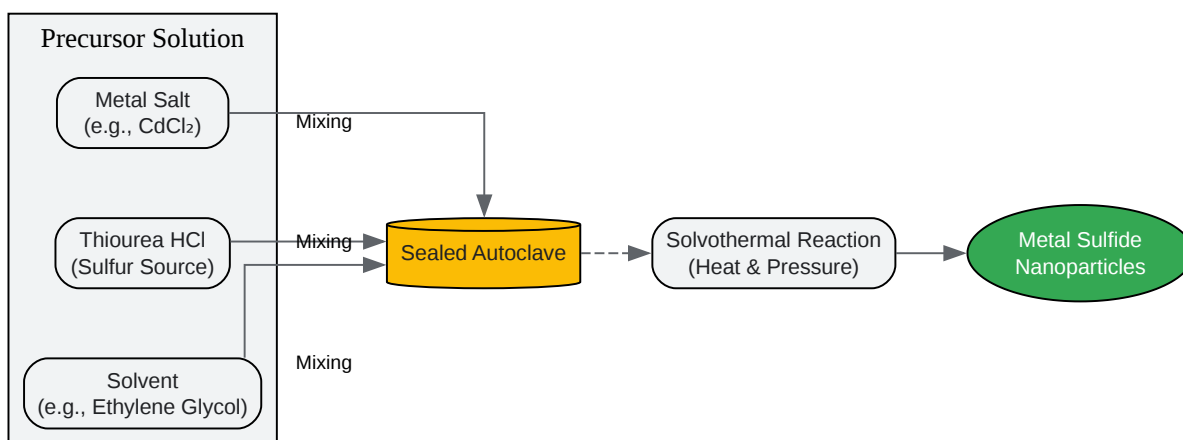 Precursor Solution
Metal Salt
(e.g., CdCl₂)
Mixing
Thiourea HCl
(Sulfur Source)
Mixing
Sealed Autoclave
Solvothermal Reaction
(Heat & Pressure)
Metal Sulfide
Nanoparticles
Solvent
(e.g., Ethylene Glycol)
Mixing